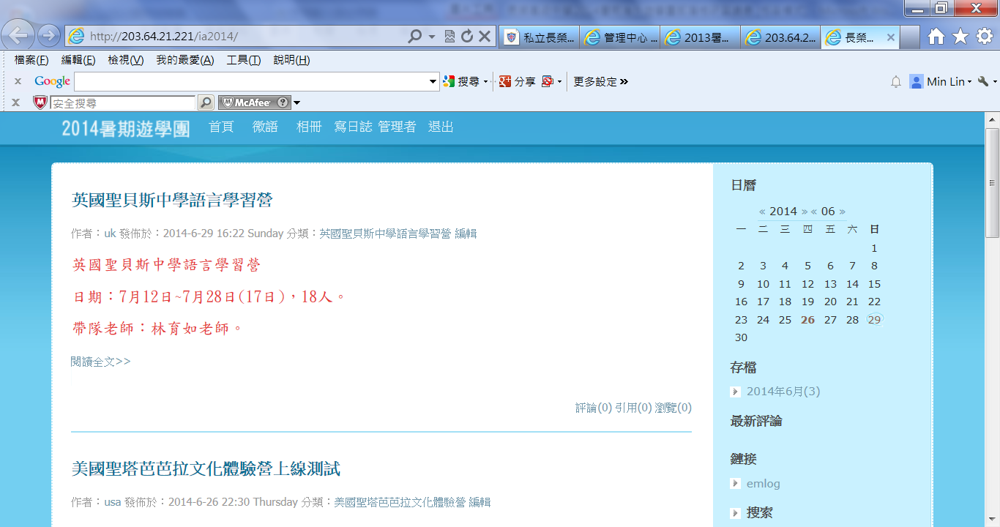 http://203.64.21.221/ia2014/
私立長榮...
管理中心 ...
2013暑...
203.64.2...
長榮...
檔案(F) 編輯(E) 檢視(V) 我的最愛(A) 工具(T) 說明(H)
x Google 搜尋 分享 更多設定 » Min Lin
x 安全搜尋 McAfee ?
2014暑期遊學團 首頁 微語 相冊 寫日誌 管理者 退出
英國聖貝斯中學語言學習營
作者：uk 發佈於：2014-6-29 16:22 Sunday 分類：英國聖貝斯中學語言學習營 編輯
英國聖貝斯中學語言學習營
日期：7月12日~7月28日(17日)，18人。
帶隊老師：林育如老師。
閱讀全文>>
評論(0) 引用(0) 瀏覽(0)
美國聖塔芭芭拉文化體驗營上線測試
作者：usa 發佈於：2014-6-26 22:30 Thursday 分類：美國聖塔芭芭拉文化體驗營 編輯
日曆
« 2014 » « 06 »
一 二 三 四 五 六 日
1
2 3 4 5 6 7 8
9 10 11 12 13 14 15
16 17 18 19 20 21 22
23 24 25 26 27 28 29
30
存檔
2014年6月(3)
最新評論
鏈接
emlog
搜索